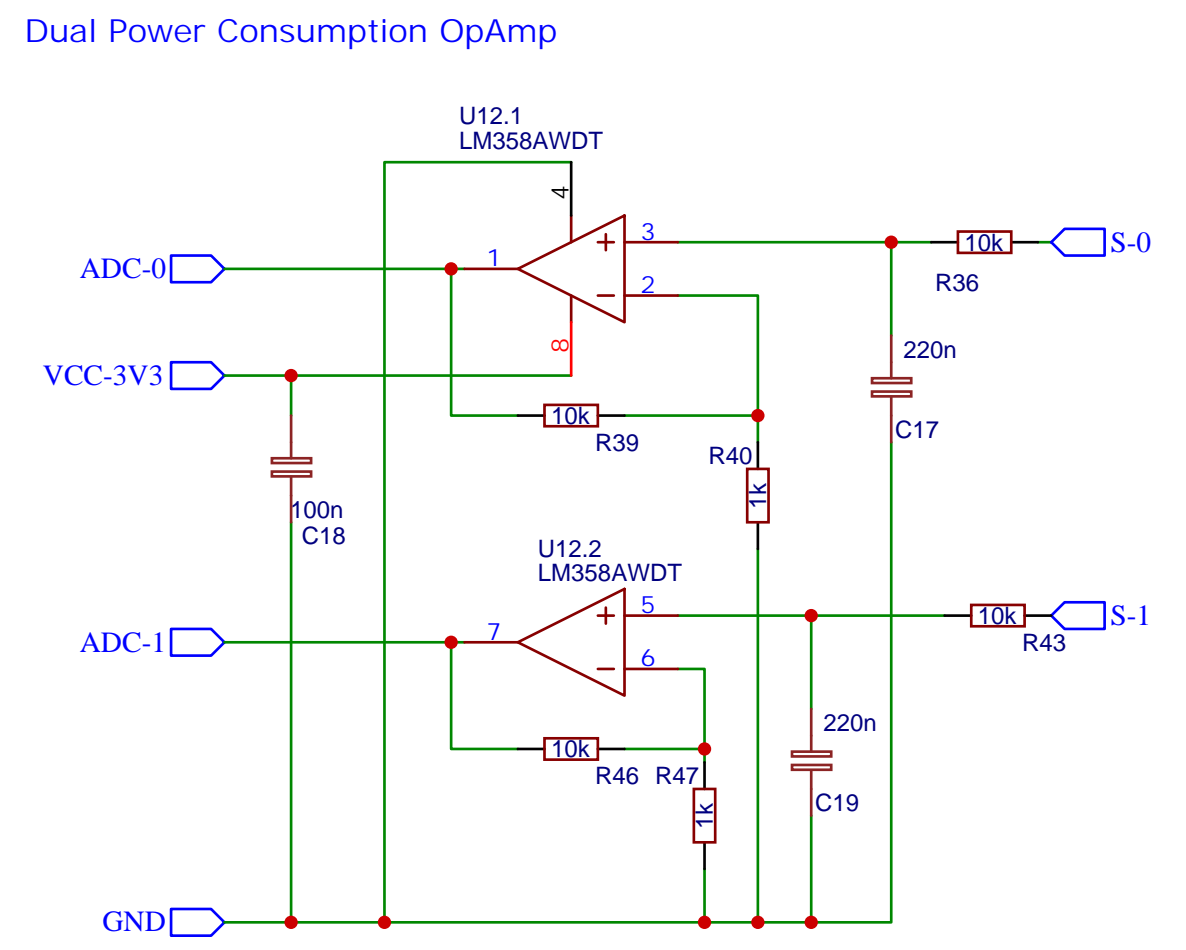 Dual Power Consumption OpAmp
U12.1
LM358AWDT
4
3
1
2
8
ADC-0
10k
S-0
R36
VCC-3V3
220n
C17
10k
R39
R40
1k
100n
C18
U12.2
LM358AWDT
5
7
6
ADC-1
10k
S-1
R43
220n
C19
10k
R46
R47
1k
GND